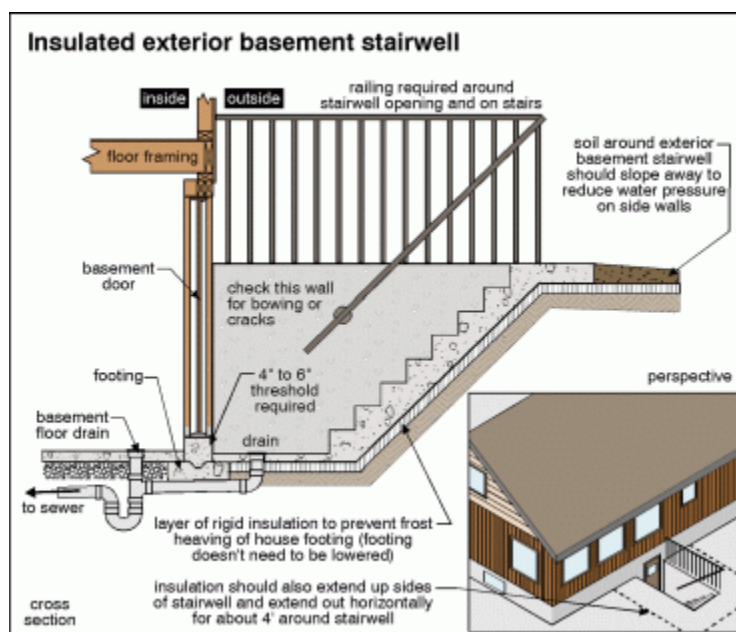 Insulated exterior basement stairwell
inside
outside
railing required around
stairwell opening and on stairs
floor framing
soil around exterior
basement stairwell
should slope away to
reduce water pressure
on side walls
basement
door
check this wall
for bowing or
cracks
footing
4" to 6"
threshold
required
perspective
basement
floor drain
drain
to sewer
layer of rigid insulation to prevent frost
heaving of house footing (footing
doesn't need to be lowered)
insulation should also extend up sides
of stairwell and extend out horizontally
for about 4' around stairwell
cross
section